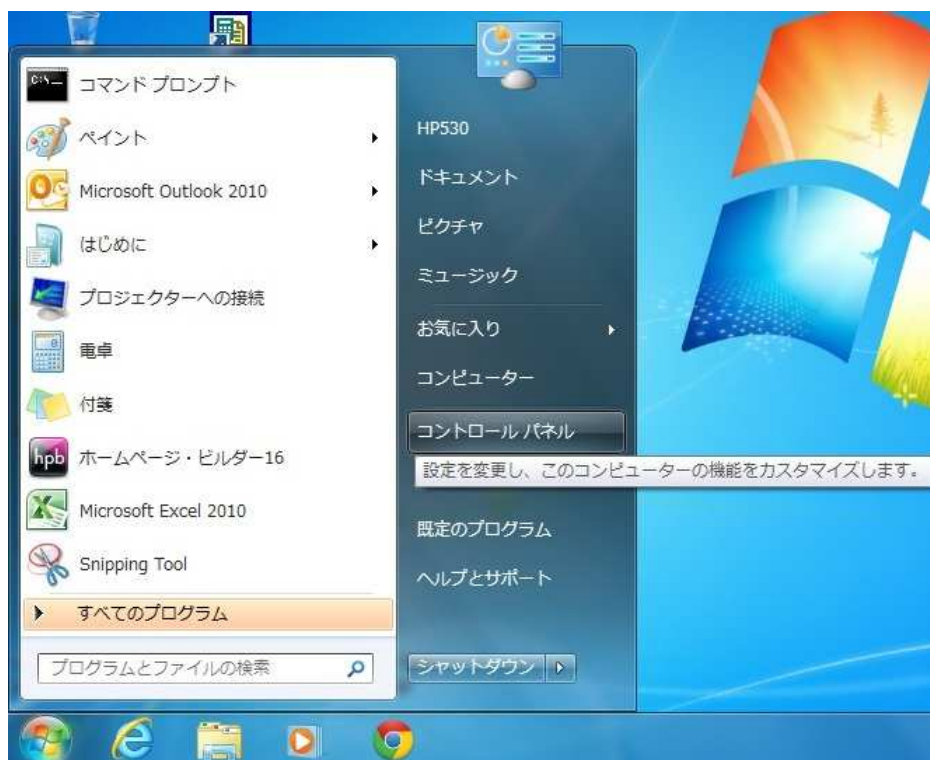 C:\
コマンド プロンプト
ペイント
Microsoft Outlook 2010
はじめに
プロジェクターへの接続
電卓
付箋
hpb
ホームページ・ビルダー16
Microsoft Excel 2010
Snipping Tool
すべてのプログラム
プログラムとファイルの検索
HP530
ドキュメント
ピクチャ
ミュージック
お気に入り
コンピューター
コントロール パネル
設定を変更し、このコンピューターの機能をカスタマイズします。
既定のプログラム
ヘルプとサポート
シャットダウン